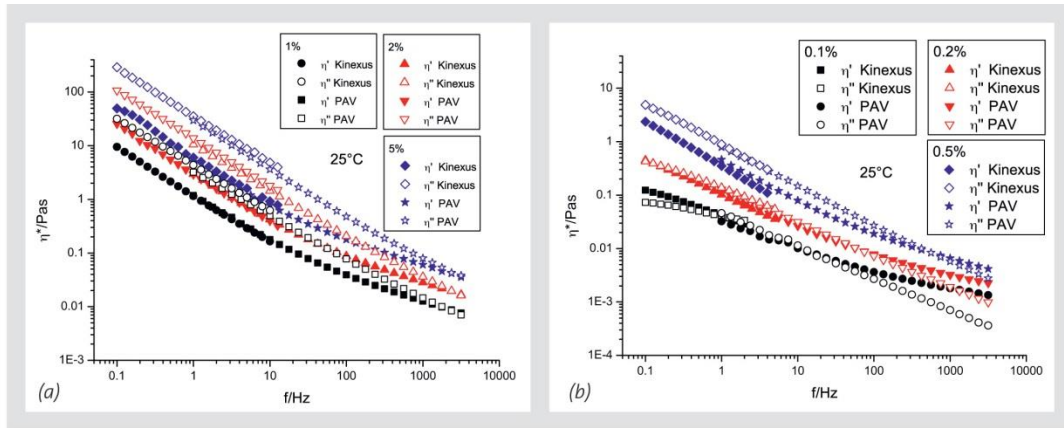 1%
η' Kinexus
η" Kinexus
η' PAV
η" PAV
2%
η' Kinexus
η" Kinexus
η' PAV
η" PAV
5%
η' Kinexus
η" Kinexus
η' PAV
η" PAV
25°C
η*/Pas
100
10
1
0.1
0.01
1E-3
0.1
1
10
100
1000
10000
f/Hz
(a)
0.1%
η' Kinexus
η" Kinexus
η' PAV
η" PAV
0.2%
η' Kinexus
η" Kinexus
η' PAV
η" PAV
0.5%
η' Kinexus
η" Kinexus
η' PAV
η" PAV
25°C
η*/Pas
10
1
0.1
0.01
1E-3
1E-4
0.1
1
10
100
1000
10000
f/Hz
(b)